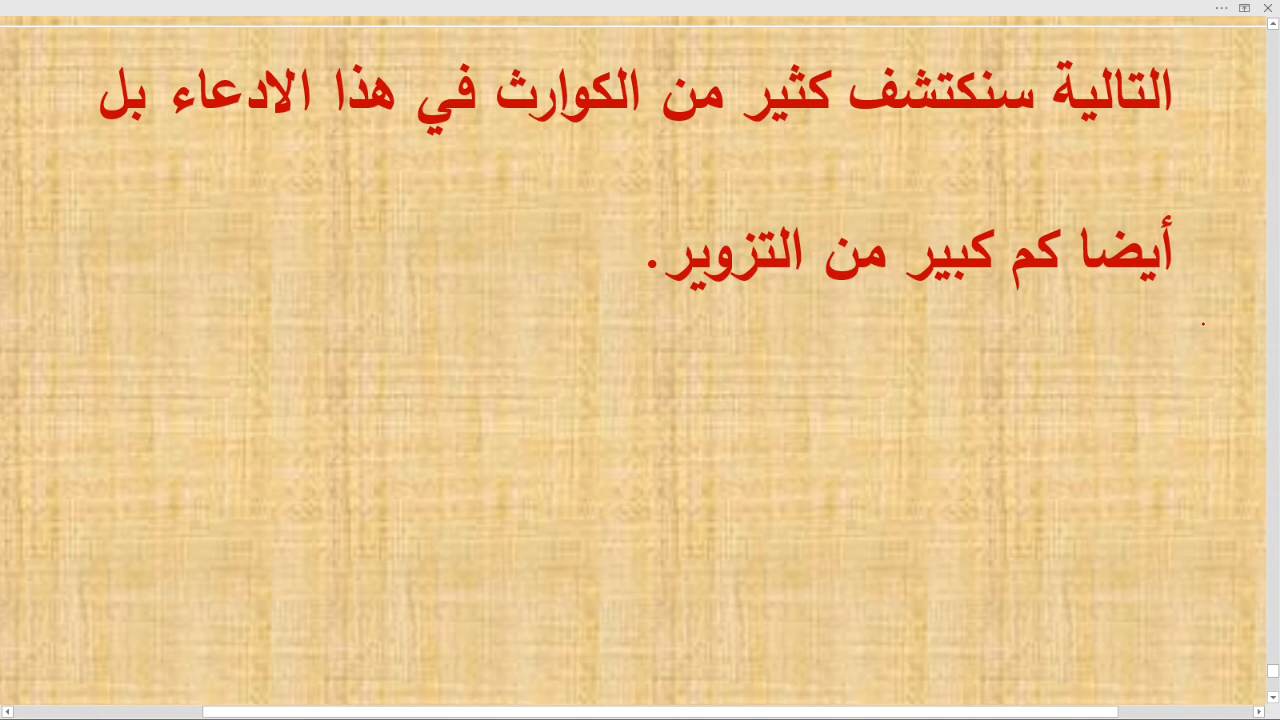 التالية سنكتشف كثير من الكوارث في هذا الادعاء بل
أيضا كم كبير من التزوير.